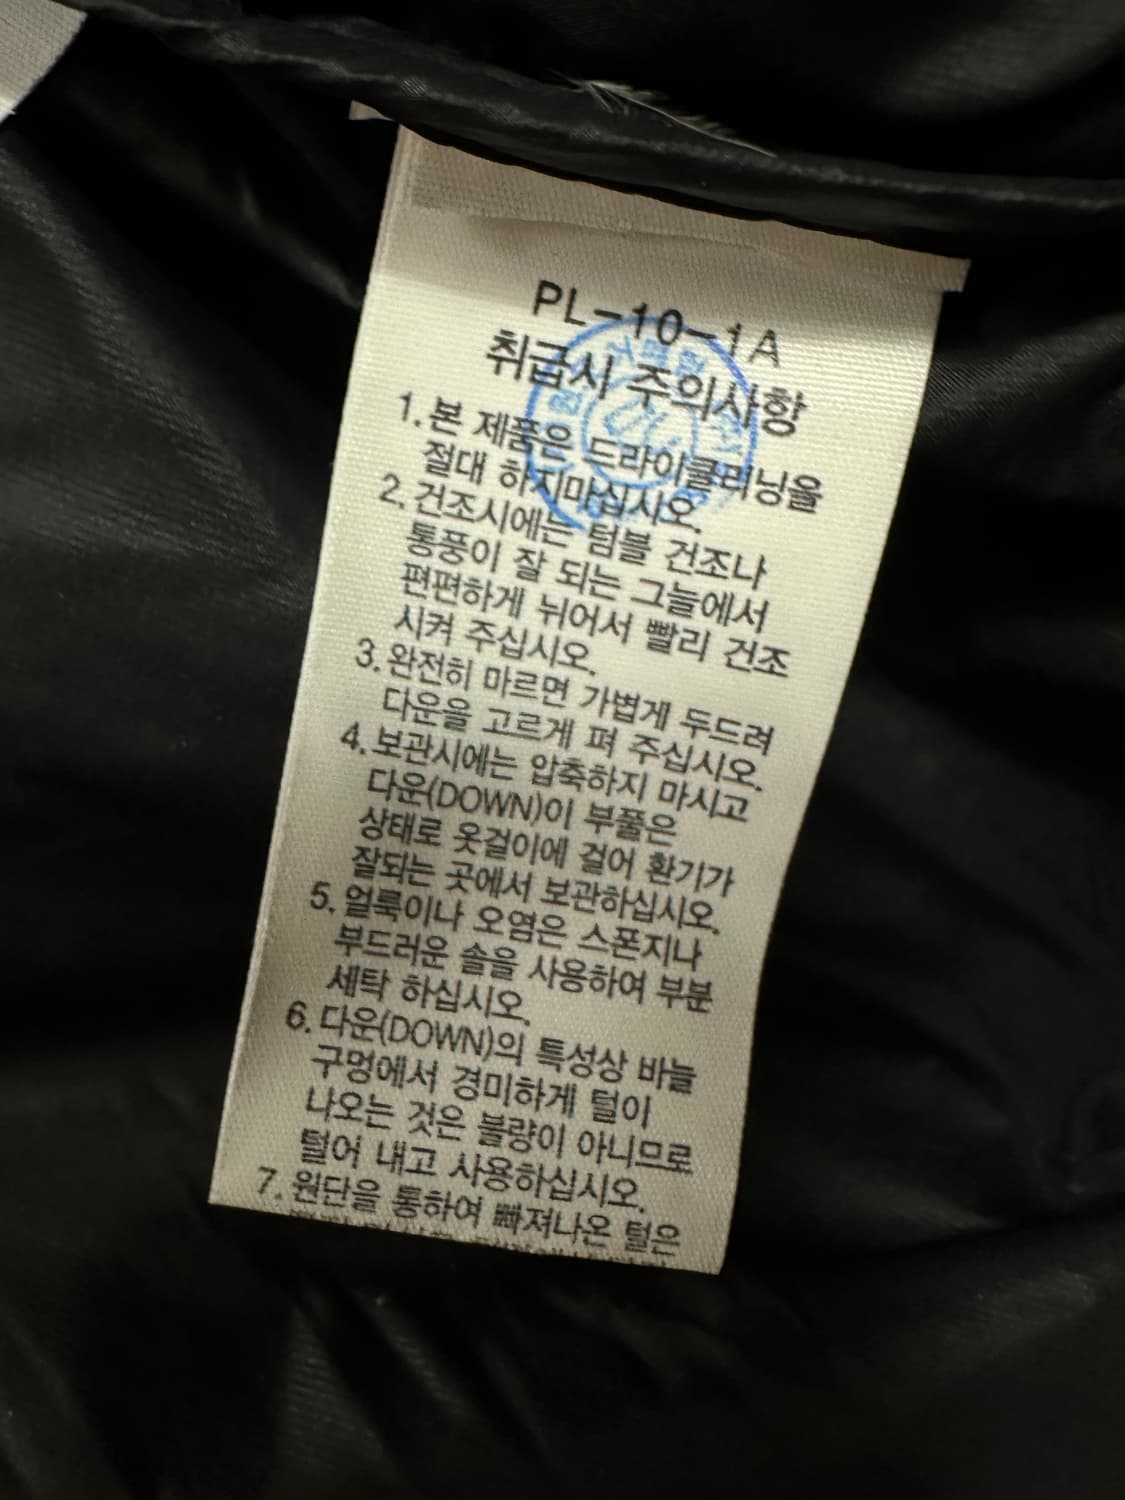 PL-10-1A
취급시 주의사항
1. 본 제품은 드라이클리닝을
절대 하지마십시오.
2. 건조시에는 텀블 건조나
통풍이 잘 되는 그늘에서
편편하게 뉘어서 빨리 건조
시켜 주십시오.
3. 완전히 마르면 가볍게 두드려
다운을 고르게 펴 주십시오.
4. 보관시에는 압축하지 마시고
다운(DOWN)이 부풀은
상태로 옷걸이에 걸어 환기가
잘되는 곳에서 보관하십시오.
5. 얼룩이나 오염은 스폰지나
부드러운 솔을 사용하여 부분
세탁 하십시오.
6. 다운(DOWN)의 특성상 바늘
구멍에서 경미하게 털이
나오는 것은 불량이 아니므로
털어 내고 사용하십시오.
7. 원단을 통하여 빠져나온 털은